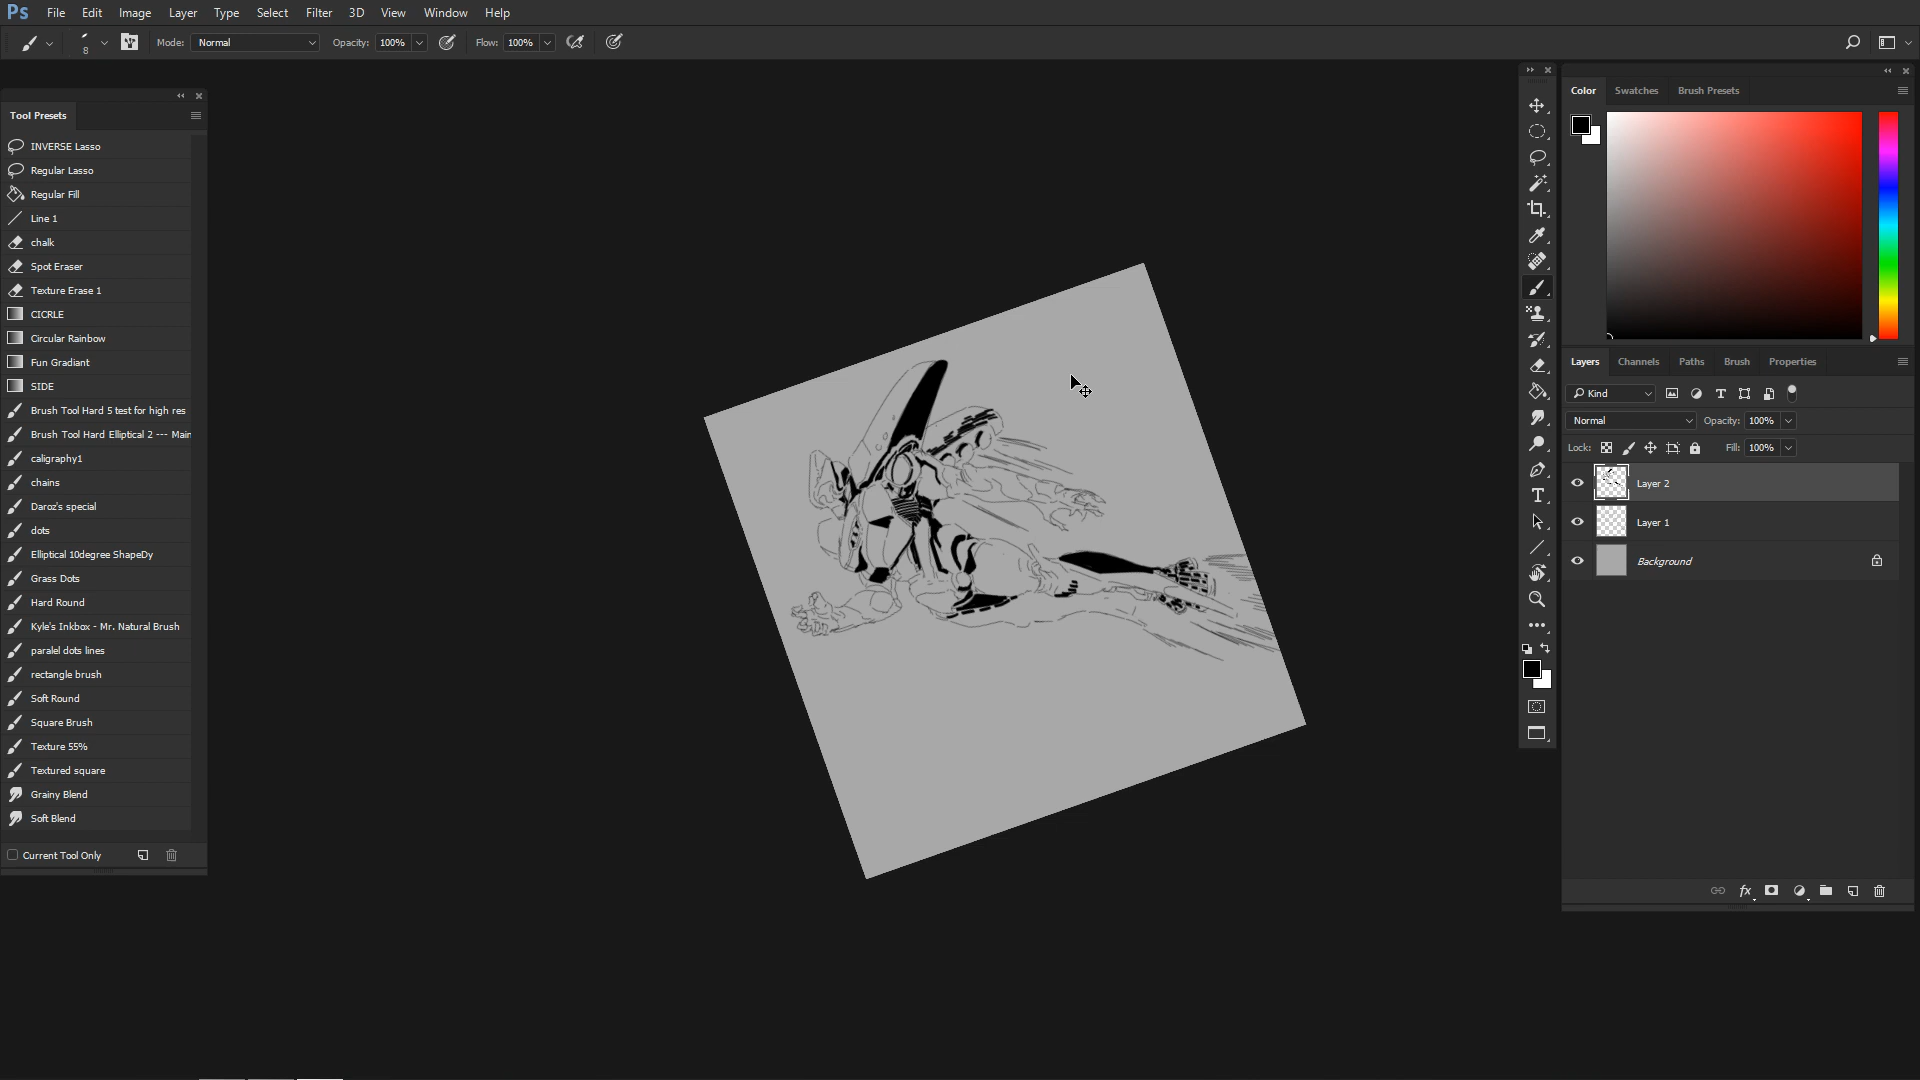 Ps File Edit Image Layer Type Select Filter 3D View Window Help
8 Mode: Normal Opacity: 100% Flow: 100%
Tool Presets
INVERSE Lasso
Regular Lasso
Regular Fill
Line 1
chalk
Spot Eraser
Texture Erase 1
CICRLE
Circular Rainbow
Fun Gradiant
SIDE
Brush Tool Hard 5 test for high res
Brush Tool Hard Elliptical 2 --- Main
caligraphy1
chains
Daroz's special
dots
Elliptical 10degree ShapeDy
Grass Dots
Hard Round
Kyle's Inkbox - Mr. Natural Brush
paralel dots lines
rectangle brush
Soft Round
Square Brush
Texture 55%
Textured square
Grainy Blend
Soft Blend
Current Tool Only
Color Swatches Brush Presets
Layers Channels Paths Brush Properties
Kind
Normal Opacity: 100%
Lock: Fill: 100%
Layer 2
Layer 1
Background
fx